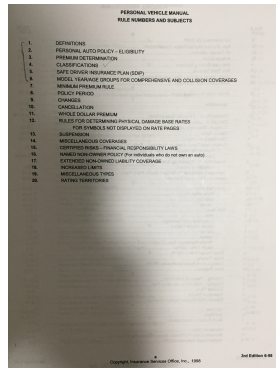 PERSONAL VEHICLE MANUAL
RULE NUMBERS AND SUBJECTS
1. DEFINITIONS
2. PERSONAL AUTO POLICY – ELIGIBILITY
3. PREMIUM DETERMINATION
4. CLASSIFICATIONS
5. SAFE DRIVER INSURANCE PLAN (SDIP)
6. MODEL YEAR/AGE GROUPS FOR COMPREHENSIVE AND COLLISION COVERAGES
7. MINIMUM PREMIUM RULE
8. POLICY PERIOD
9. CHANGES
10. CANCELLATION
11. WHOLE DOLLAR PREMIUM
12. RULES FOR DETERMINING PHYSICAL DAMAGE BASE RATES
FOR SYMBOLS NOT DISPLAYED ON RATE PAGES
13. SUSPENSION
14. MISCELLANEOUS COVERAGES
15. CERTIFIED RISKS – FINANCIAL RESPONSIBILITY LAWS
16. NAMED NON-OWNER POLICY (For individuals who do not own an auto)
17. EXTENDED NON-OWNED LIABILITY COVERAGE
18. INCREASED LIMITS
19. MISCELLANEOUS TYPES
20. RATING TERRITORIES
Copyright, Insurance Services Office, Inc., 1998
3rd Edition 8-98